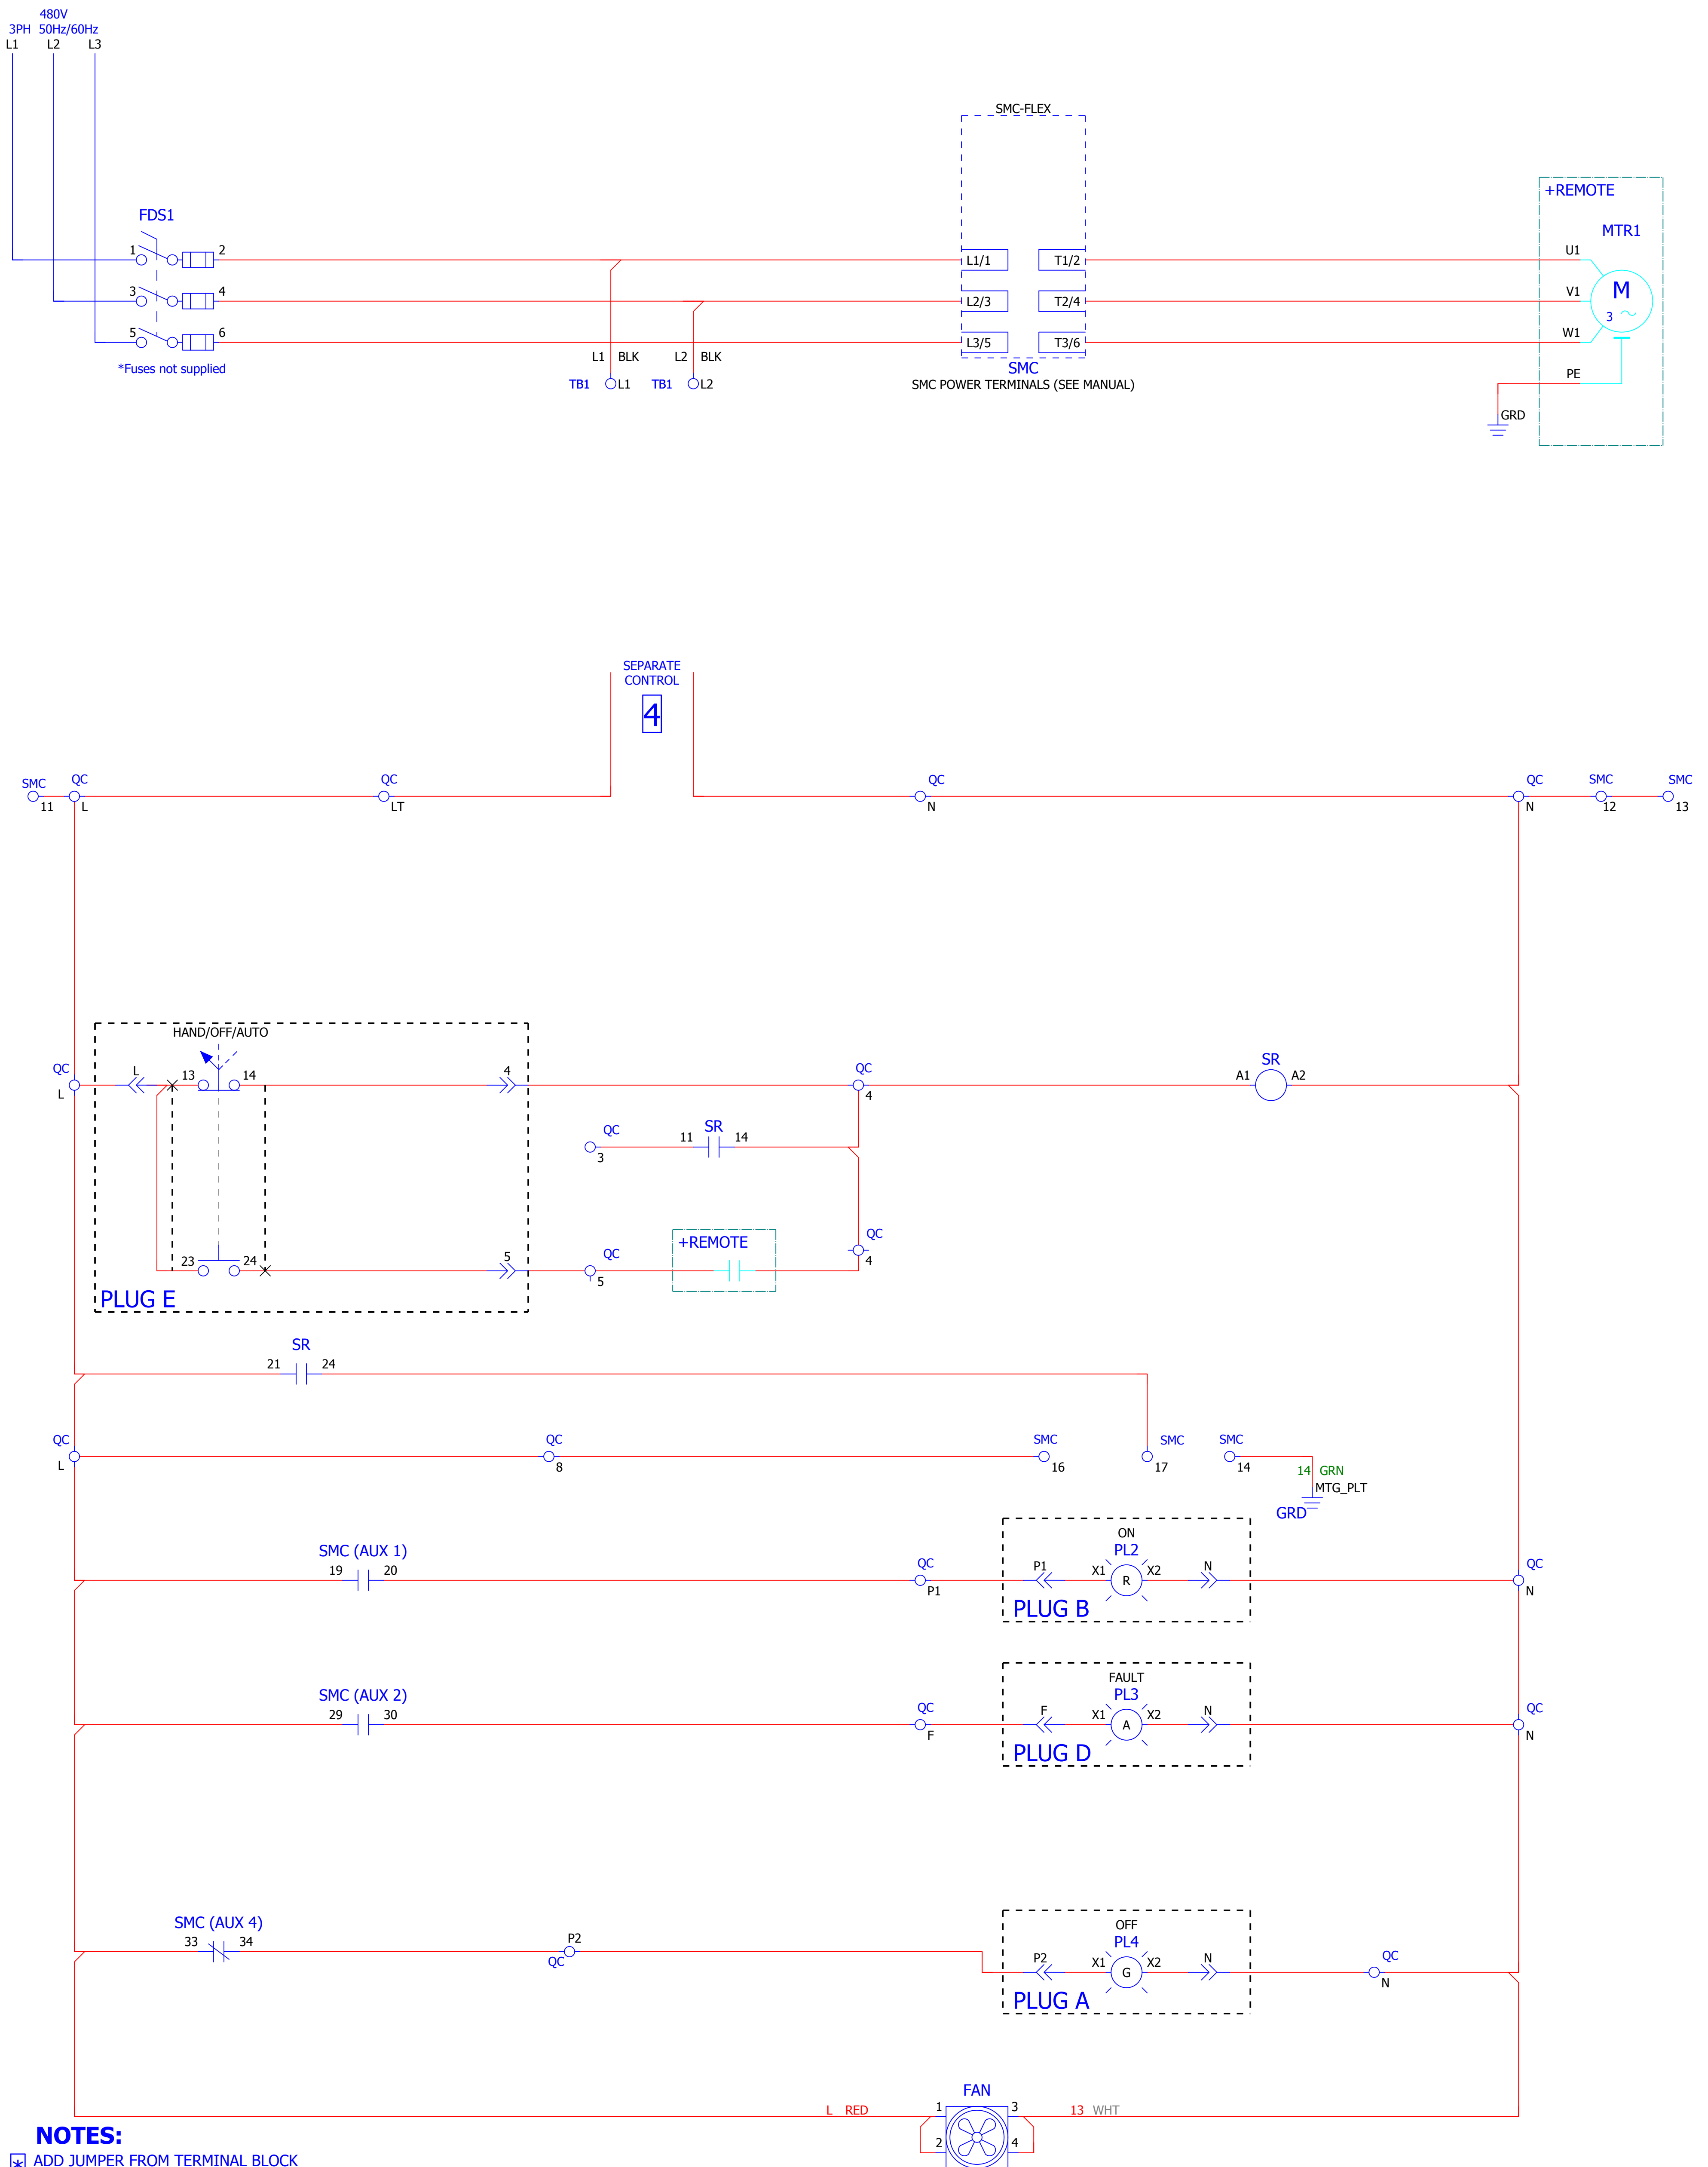 480V
3PH 50Hz/60Hz
L1 L2 L3
SMC-FLEX
+REMOTE
FDS1
MTR1
1 2 L1/1 T1/2 U1
3 4 L2/3 T2/4 V1 M
3
5 6 L3/5 T3/6 W1
L1 BLK L2 BLK
*Fuses not supplied
SMC
PE
TB1 L1 TB1 L2
SMC POWER TERMINALS (SEE MANUAL)
GRD
SEPARATE
CONTROL
4
SMC QC QC QC QC SMC SMC
11 L LT N N 12 13
HAND/OFF/AUTO
QC L 13 14 4 QC SR
A1 A2
L 4
QC 11 SR 14
3
QC
+REMOTE
4
23 24 5 QC
5
PLUG E
SR
21 24
QC QC SMC SMC SMC
L 8 16 17 14
14 GRN
MTG_PLT
GRD
ON
SMC (AUX 1) PL2
19 20 QC P1 X1 R X2 N QC
P1 N
PLUG B
FAULT
SMC (AUX 2) PL3
29 30 QC F X1 A X2 N QC
F N
PLUG D
OFF
SMC (AUX 4) PL4
33 34 P2 P2 X1 G X2 N QC
QC N
PLUG A
FAN
L RED 1 3 13 WHT
2 4
NOTES:
* ADD JUMPER FROM TERMINAL BLOCK